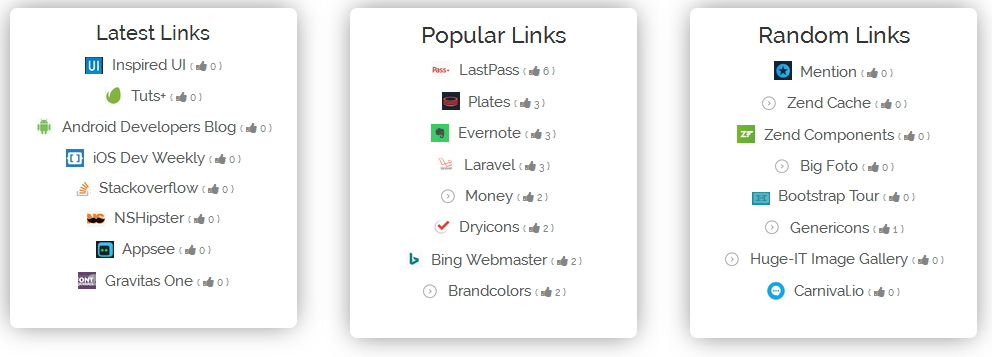 Latest Links
Inspired UI ( 0 )
Tuts+ ( 0 )
Android Developers Blog ( 0 )
iOS Dev Weekly ( 0 )
Stackoverflow ( 0 )
NSHipster ( 0 )
Appsee ( 0 )
Gravitas One ( 0 )
Popular Links
LastPass ( 6 )
Plates ( 3 )
Evernote ( 3 )
Laravel ( 3 )
Money ( 2 )
Dryicons ( 2 )
Bing Webmaster ( 2 )
Brandcolors ( 2 )
Random Links
Mention ( 0 )
Zend Cache ( 0 )
Zend Components ( 0 )
Big Foto ( 0 )
Bootstrap Tour ( 0 )
Genericons ( 1 )
Huge-IT Image Gallery ( 0 )
Carnival.io ( 0 )